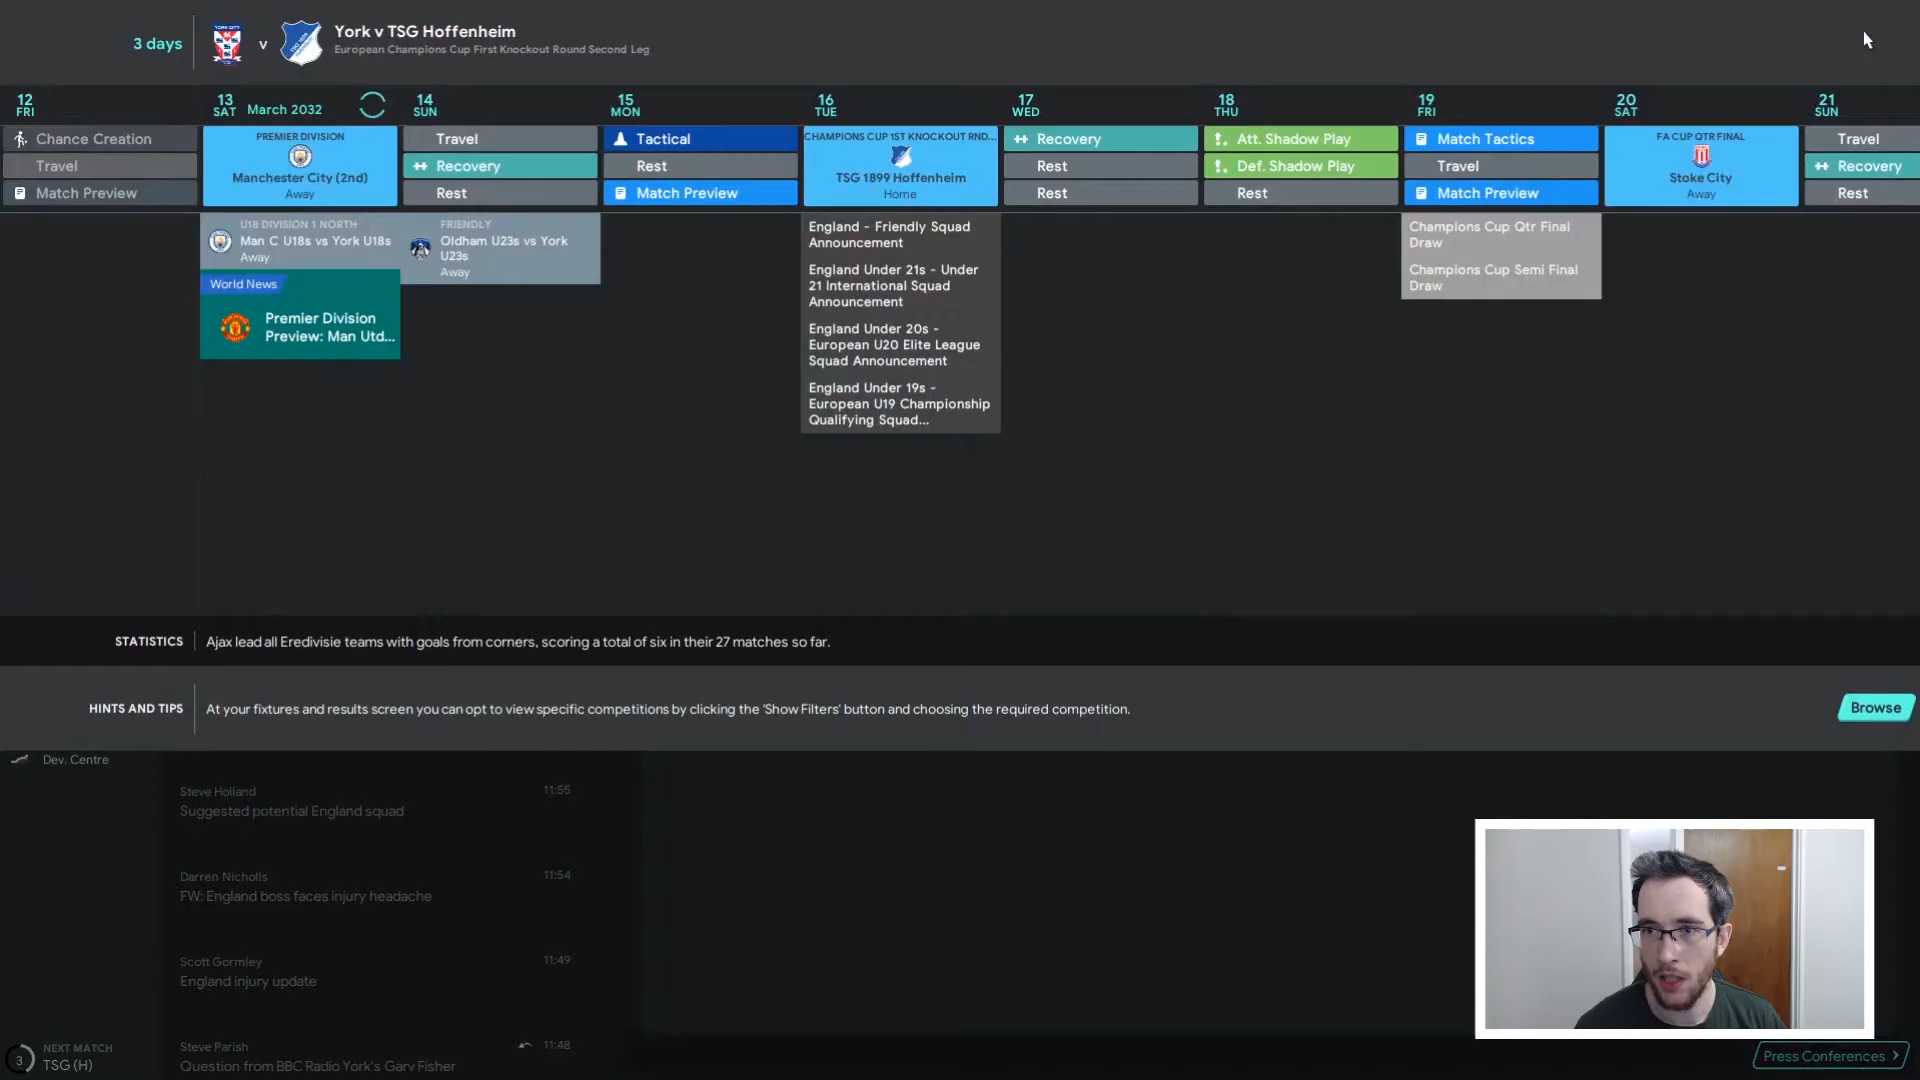 3 days
v
York v TSG Hoffenheim
European Champions Cup First Knockout Round Second Leg
12
FRI
13
SAT
March 2032
14
SUN
15
MON
16
TUE
17
WED
18
THU
19
FRI
20
SAT
21
SUN
Chance Creation
Travel
Match Preview
PREMIER DIVISION
Manchester City (2nd)
Away
Travel
Recovery
Rest
Tactical
Rest
Match Preview
CHAMPIONS CUP 1ST KNOCKOUT RND...
TSG 1899 Hoffenheim
Home
Recovery
Rest
Rest
Att. Shadow Play
Def. Shadow Play
Rest
Match Tactics
Travel
Match Preview
FA CUP QTR FINAL
Stoke City
Away
Travel
Recovery
Rest
U18 DIVISION 1 NORTH
Man C U18s vs York U18s
Away
World News
Premier Division
Preview: Man Utd...
FRIENDLY
Oldham U23s vs York
U23s
Away
England - Friendly Squad
Announcement
England Under 21s - Under
21 International Squad
Announcement
England Under 20s -
European U20 Elite League
Squad Announcement
England Under 19s -
European U19 Championship
Qualifying Squad...
Champions Cup Qtr Final
Draw
Champions Cup Semi Final
Draw
STATISTICS
Ajax lead all Eredivisie teams with goals from corners, scoring a total of six in their 27 matches so far.
HINTS AND TIPS
At your fixtures and results screen you can opt to view specific competitions by clicking the 'Show Filters' button and choosing the required competition.
Browse
Dev. Centre
Steve Holland
11:55
Suggested potential England squad
Darren Nicholls
11:54
FW: England boss faces injury headache
Scott Gormley
11:49
England injury update
Steve Parish
11:48
Question from BBC Radio York's Gary Fisher
3
NEXT MATCH
TSG (H)
Press Conferences